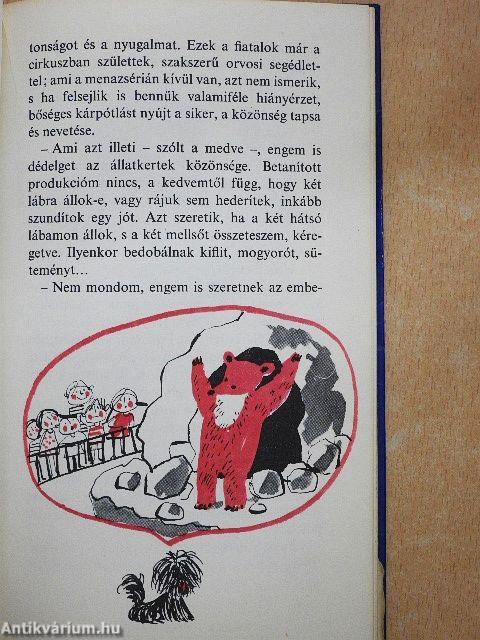 tonságot és a nyugalmat. Ezek a fiatalok már a
cirkuszban születtek, szakszerű orvosi segédlet-
tel; ami a menazsérián kívül van, azt nem ismerik,
s ha felsejlik is bennük valamiféle hiányérzet,
bőséges kárpótlást nyújt a siker, a közönség tapsa
és nevetése.
– Ami azt illeti – szólt a medve –, engem is
dédelget az állatkertek közönsége. Betanított
produkcióm nincs, a kedvemtől függ, hogy két
lábra állok-e, vagy rájuk sem hederítek, inkább
szundítok egy jót. Azt szeretik, ha a két hátsó
lábamon állok, s a két mellsőt összeteszem, kére-
getve. Ilyenkor bedobálnak kiflit, mogyorót, sü-
teményt...
– Nem mondom, engem is szeretnek az embe-
Antikvárium.hu